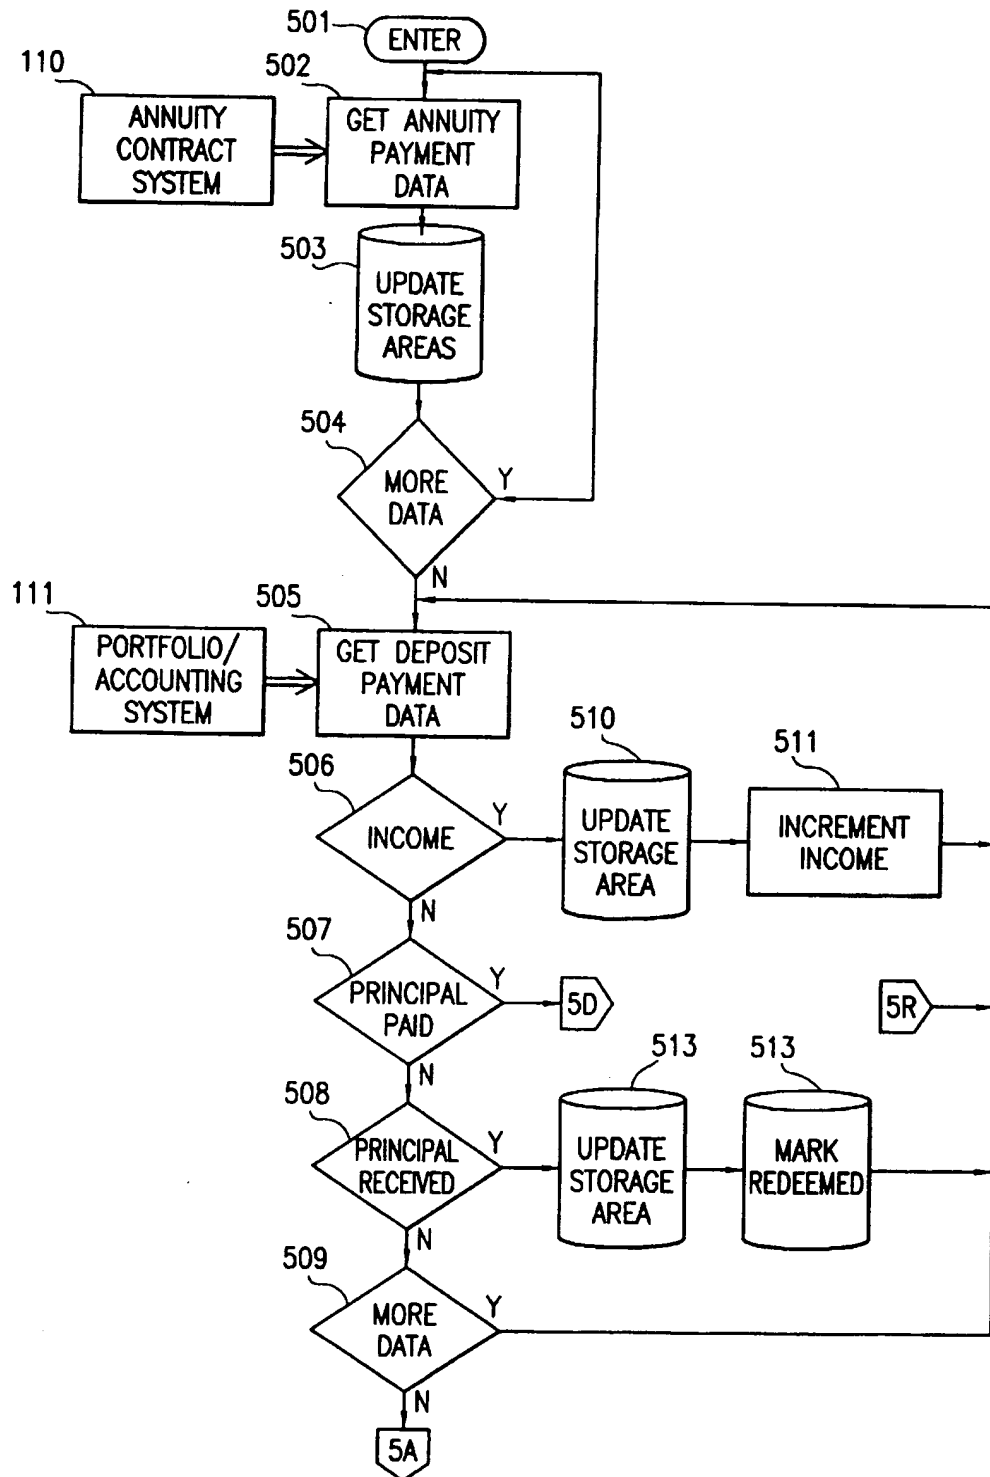 501
ENTER
110
502
ANNUITY
CONTRACT
SYSTEM
GET ANNUITY
PAYMENT
DATA
503
UPDATE
STORAGE
AREAS
504
MORE
DATA
Y
N
111
505
PORTFOLIO/
ACCOUNTING
SYSTEM
GET DEPOSIT
PAYMENT
DATA
506
INCOME
Y
N
510
UPDATE
STORAGE
AREA
511
INCREMENT
INCOME
507
PRINCIPAL
PAID
Y
N
5D
5R
508
PRINCIPAL
RECEIVED
Y
N
513
UPDATE
STORAGE
AREA
513
MARK
REDEEMED
509
MORE
DATA
Y
N
5A